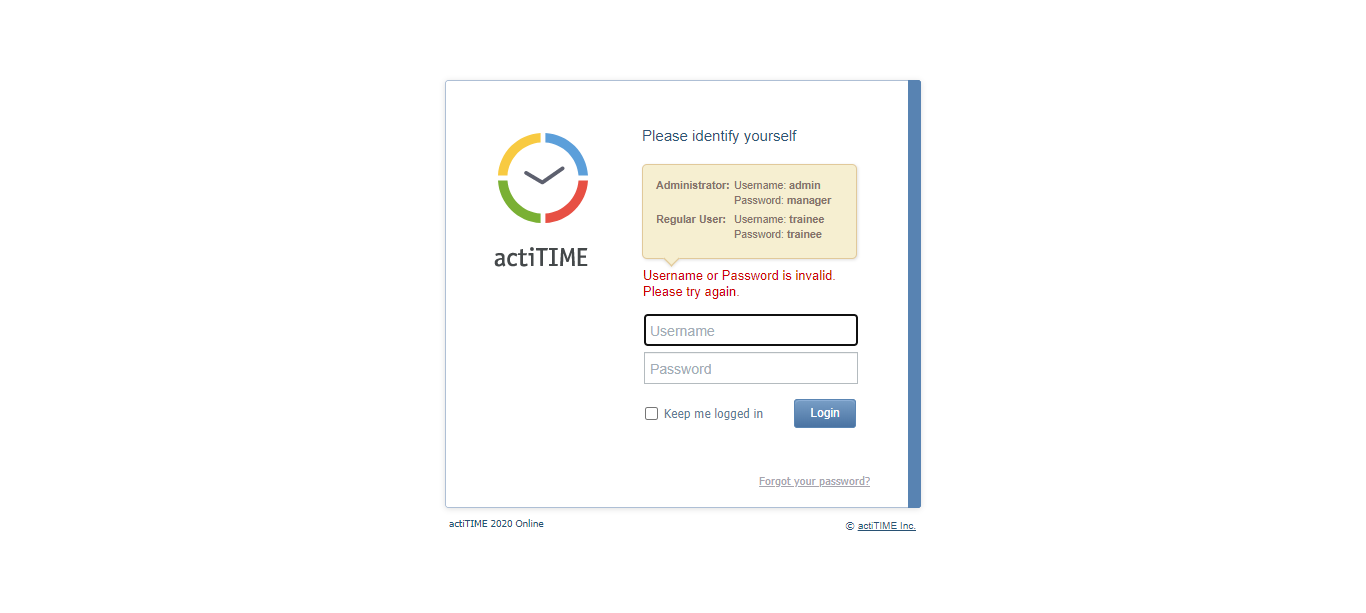 Please identify yourself
Administrator: Username: admin
Password: manager
Regular User: Username: trainee
Password: trainee
actiTIME
Username or Password is invalid.
Please try again.
Username
Password
Keep me logged in
Login
Forgot your password?
actiTIME 2020 Online
© actiTIME Inc.